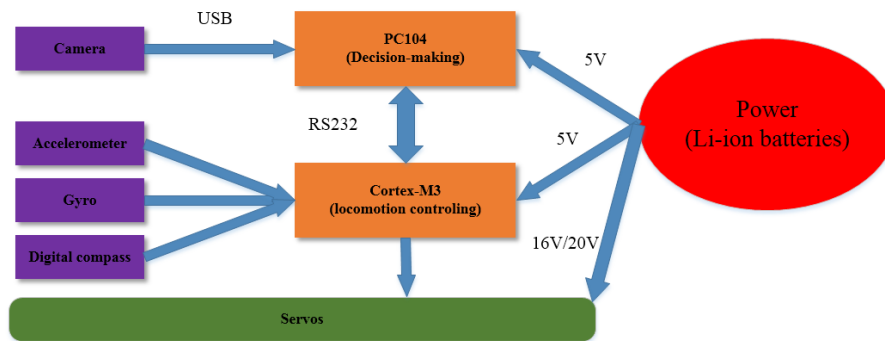 USB
Camera
PC104
(Decision-making)
5V
Power
(Li-ion batteries)
RS232
5V
Accelerometer
Gyro
Digital compass
Cortex-M3
(locomotion controling)
16V/20V
Servos